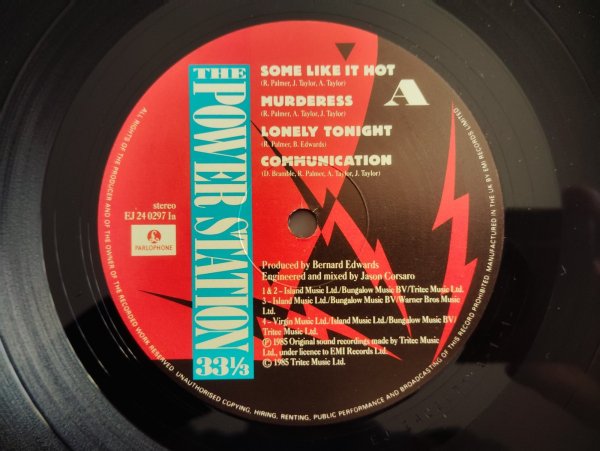 THE
POWER STATION
33⅓
SOME LIKE IT HOT
(R. Palmer, J. Taylor, A. Taylor)
MURDERESS
(R. Palmer, A. Taylor, J. Taylor)
LONELY TONIGHT
(R. Palmer, B. Edwards)
COMMUNICATION
(D. Bramble, R. Palmer, A. Taylor, J. Taylor)
A
stereo
EJ 24 0297 1a
PARLOPHONE
Produced by Bernard Edwards
Engineered and mixed by Jason Corsaro
1 & 2 - Island Music Ltd./Bungalow Music BV/Tritec Music Ltd.
3 - Island Music Ltd./Bungalow Music BV/Warner Bros Music
Ltd.
4 - Virgin Music Ltd./Island Music Ltd./Bungalow Music BV/
Tritec Music Ltd.
℗ 1985 Original sound recordings made by Tritec Music
Ltd., under licence to EMI Records Ltd.
© 1985 Tritec Music Ltd.
ALL RIGHTS OF THE PRODUCER AND OF THE OWNER OF THE RECORDED WORK RESERVED. UNAUTHORISED COPYING, HIRING, RENTING, PUBLIC PERFORMANCE AND BROADCASTING OF THIS RECORD PROHIBITED. MANUFACTURED IN THE UK BY EMI RECORDS LIMITED